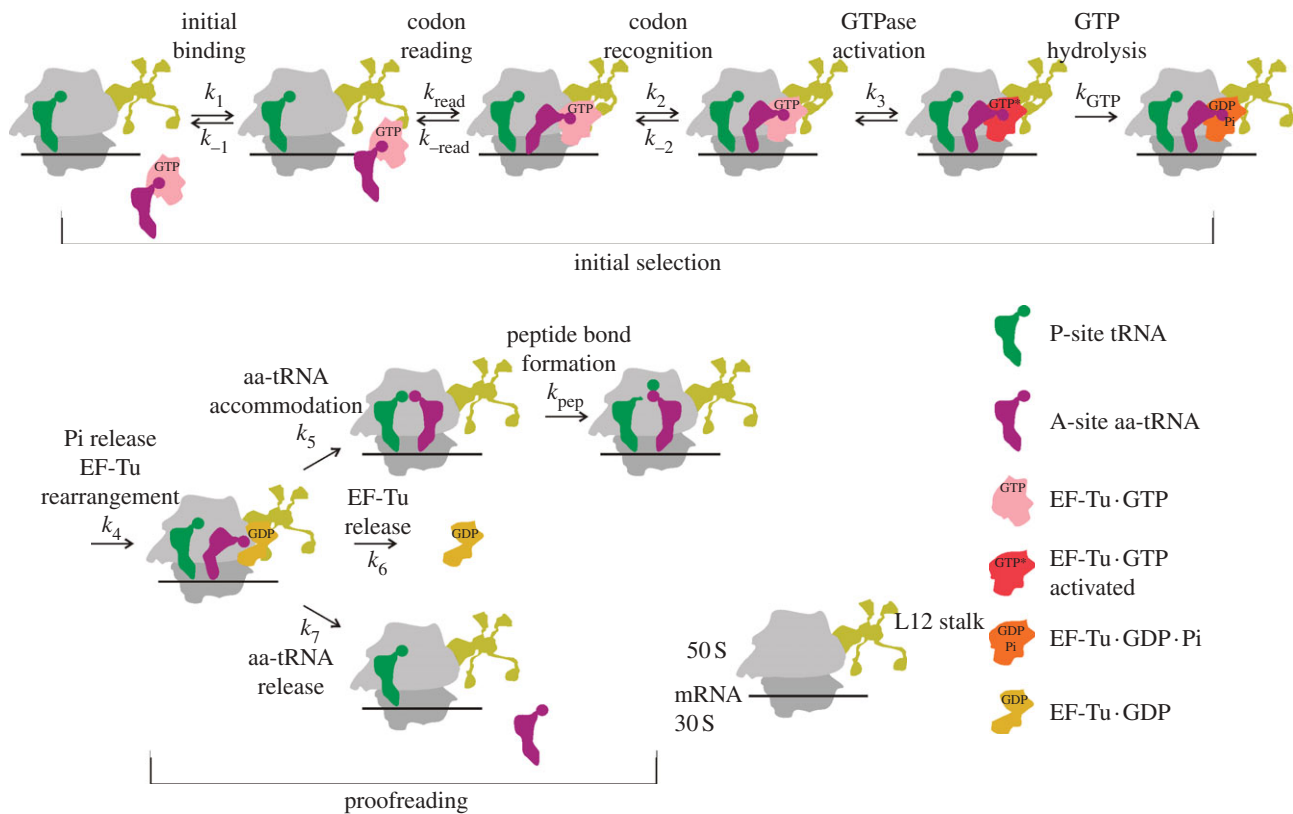 initial
binding
codon
reading
codon
recognition
GTPase
activation
GTP
hydrolysis
k1
k–1
kread
k–read
k2
k–2
k3
kGTP
GTP
GTP
GTP
GTP
GTP*
GDP
Pi
initial selection
Pi release
EF-Tu
rearrangement
k4
GDP
aa-tRNA
accommodation
k5
peptide bond
formation
kpep
EF-Tu
release
k6
GDP
k7
aa-tRNA
release
proofreading
50 S
mRNA
30 S
L12 stalk
P-site tRNA
A-site aa-tRNA
GTP
EF-Tu·GTP
GTP*
EF-Tu·GTP
activated
GDP
Pi
EF-Tu·GDP·Pi
GDP
EF-Tu·GDP